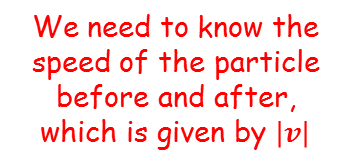 We need to know the
speed of the particle
before and after,
which is given by |v|